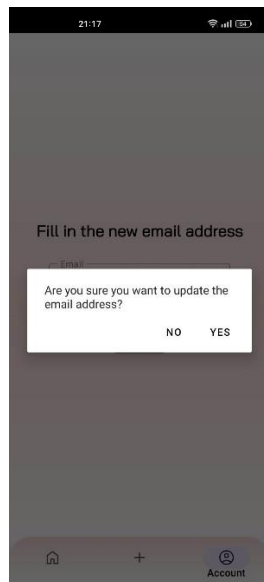 21:17
54
Fill in the new email address
Email
Are you sure you want to update the
email address?
NO YES
Account